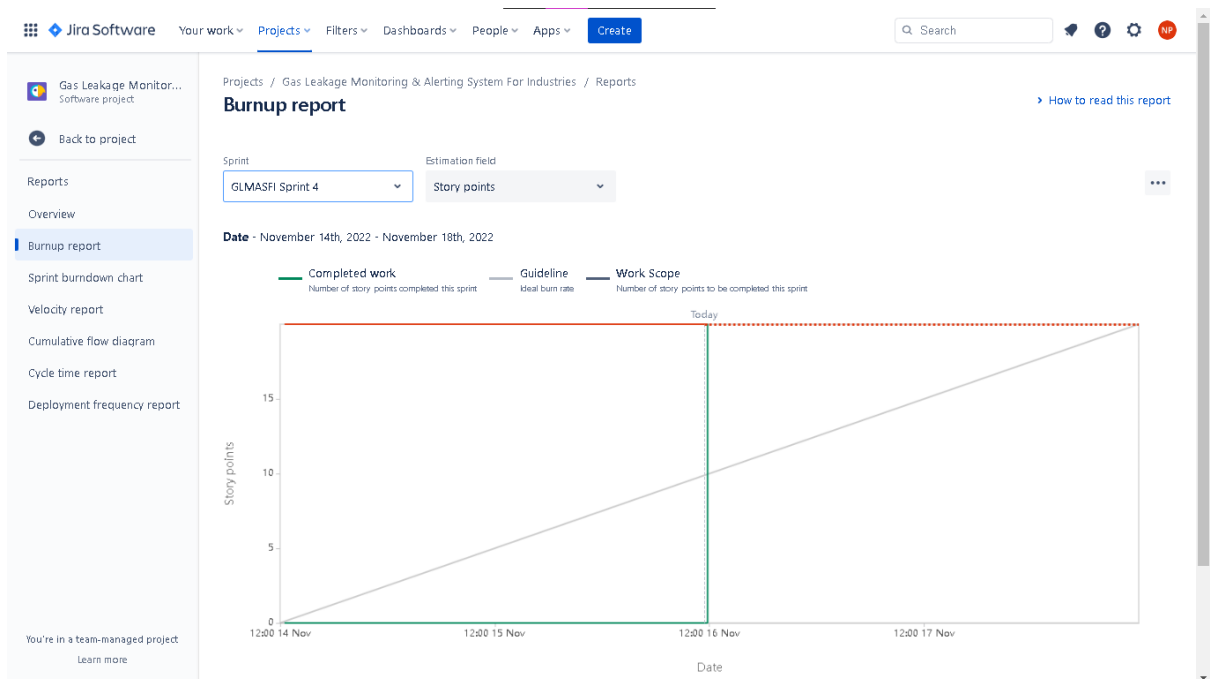 Jira Software Your work Projects Filters Dashboards People Apps Create Search NP
Gas Leakage Monitor...
Software project
Back to project
Reports
Overview
Burnup report
Sprint burndown chart
Velocity report
Cumulative flow diagram
Cycle time report
Deployment frequency report
You're in a team-managed project
Learn more
Projects / Gas Leakage Monitoring & Alerting System For Industries / Reports
Burnup report
How to read this report
Sprint Estimation field
GLMASFI Sprint 4 Story points
Date - November 14th, 2022 - November 18th, 2022
Completed work Guideline Work Scope
Number of story points completed this sprint Ideal burn rate Number of story points to be completed this sprint
Today
15
10
5
0
Story points
12:00 14 Nov 12:00 15 Nov 12:00 16 Nov 12:00 17 Nov
Date